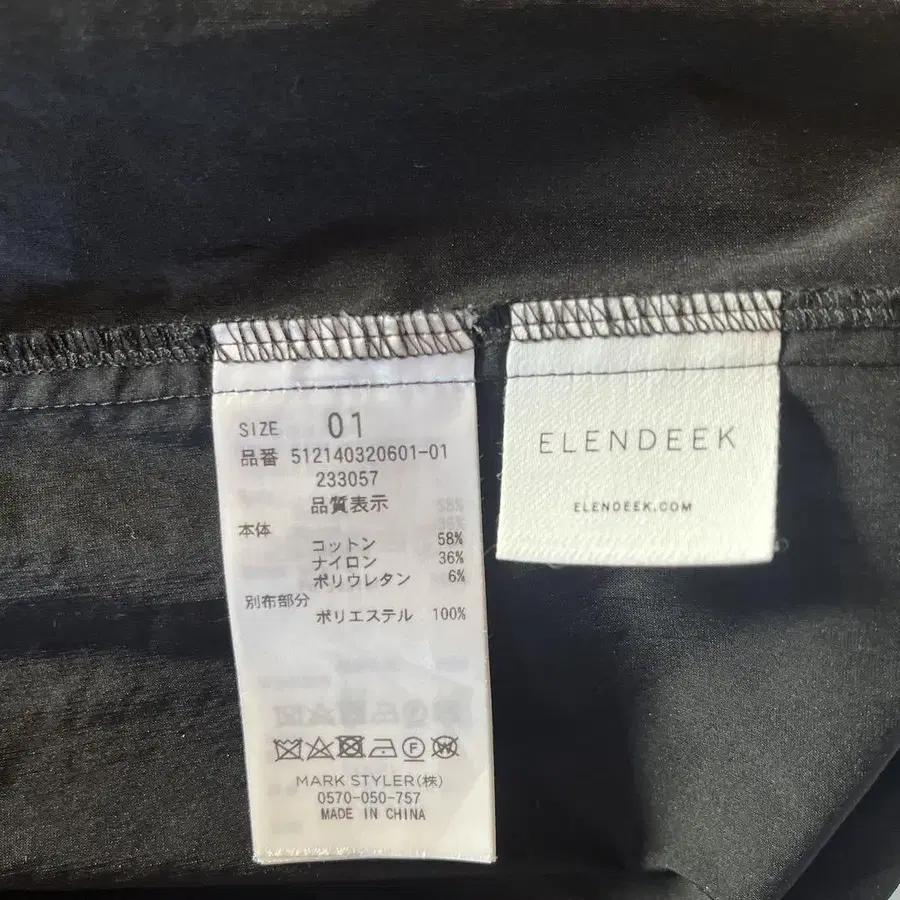 SIZE 01
品番 512140320601-01
233057
品質表示
本体
コットン 58%
ナイロン 36%
ポリウレタン 6%
別布部分
ポリエステル 100%
MARK STYLER(株)
0570-050-757
MADE IN CHINA
ELENDEEK
ELENDEEK.COM